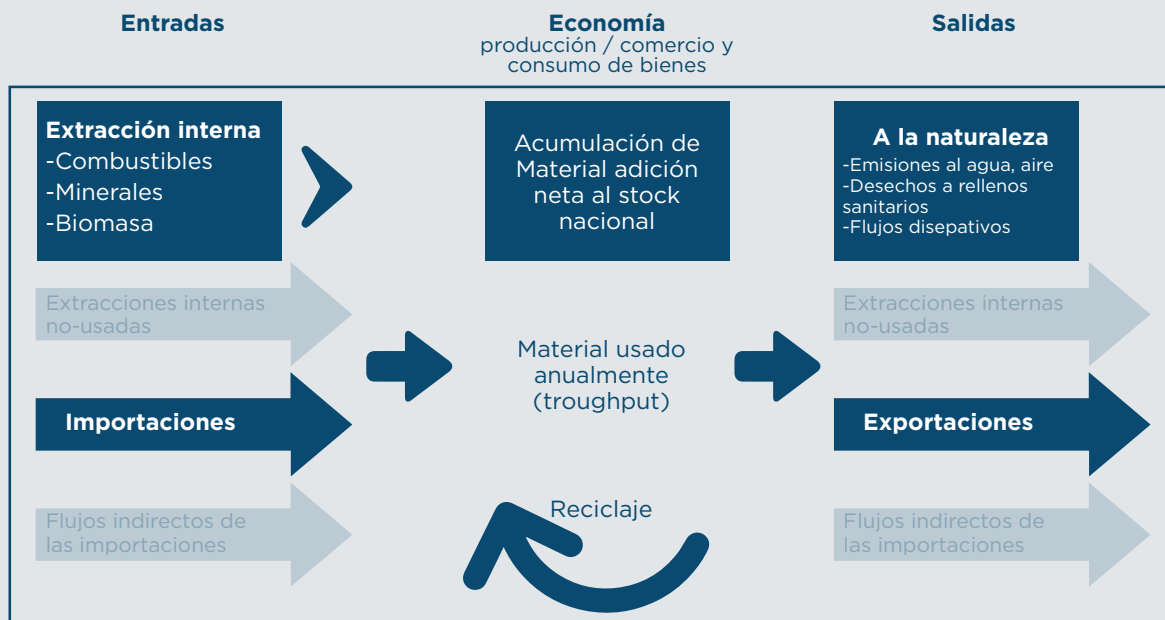 Entradas
Economía
producción / comercio y
consumo de bienes
Salidas
Extracción interna
-Combustibles
-Minerales
-Biomasa
Acumulación de
Material adición
neta al stock
nacional
A la naturaleza
-Emisiones al agua, aire
-Desechos a rellenos
sanitarios
-Flujos disepativos
Extracciones internas
no-usadas
Material usado
anualmente
(troughput)
Extracciones internas
no-usadas
Importaciones
Exportaciones
Flujos indirectos de
las importaciones
Reciclaje
Flujos indirectos de
las importaciones